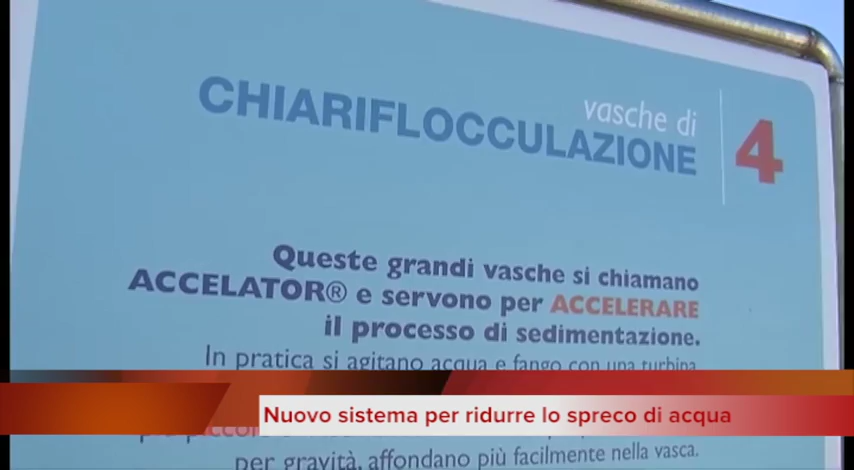 vasche di
CHIARIFLOCCULAZIONE
4
Queste grandi vasche si chiamano
ACCELATOR® e servono per ACCELERARE
il processo di sedimentazione.
In pratica si agitano acqua e fango con una turbina
Nuovo sistema per ridurre lo spreco di acqua
per gravità, affondano più facilmente nella vasca.